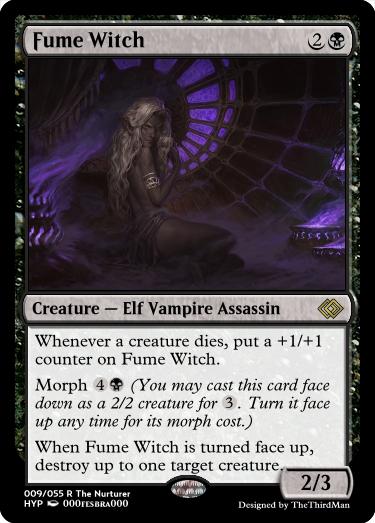 Fume Witch 2
Creature — Elf Vampire Assassin
Whenever a creature dies, put a +1/+1
counter on Fume Witch.
Morph 4 (You may cast this card face
down as a 2/2 creature for 3. Turn it face
up any time for its morph cost.)
When Fume Witch is turned face up,
destroy up to one target creature.
2/3
009/055 R The Nurturer
HYP 000FESBRA000
Designed by TheThirdMan